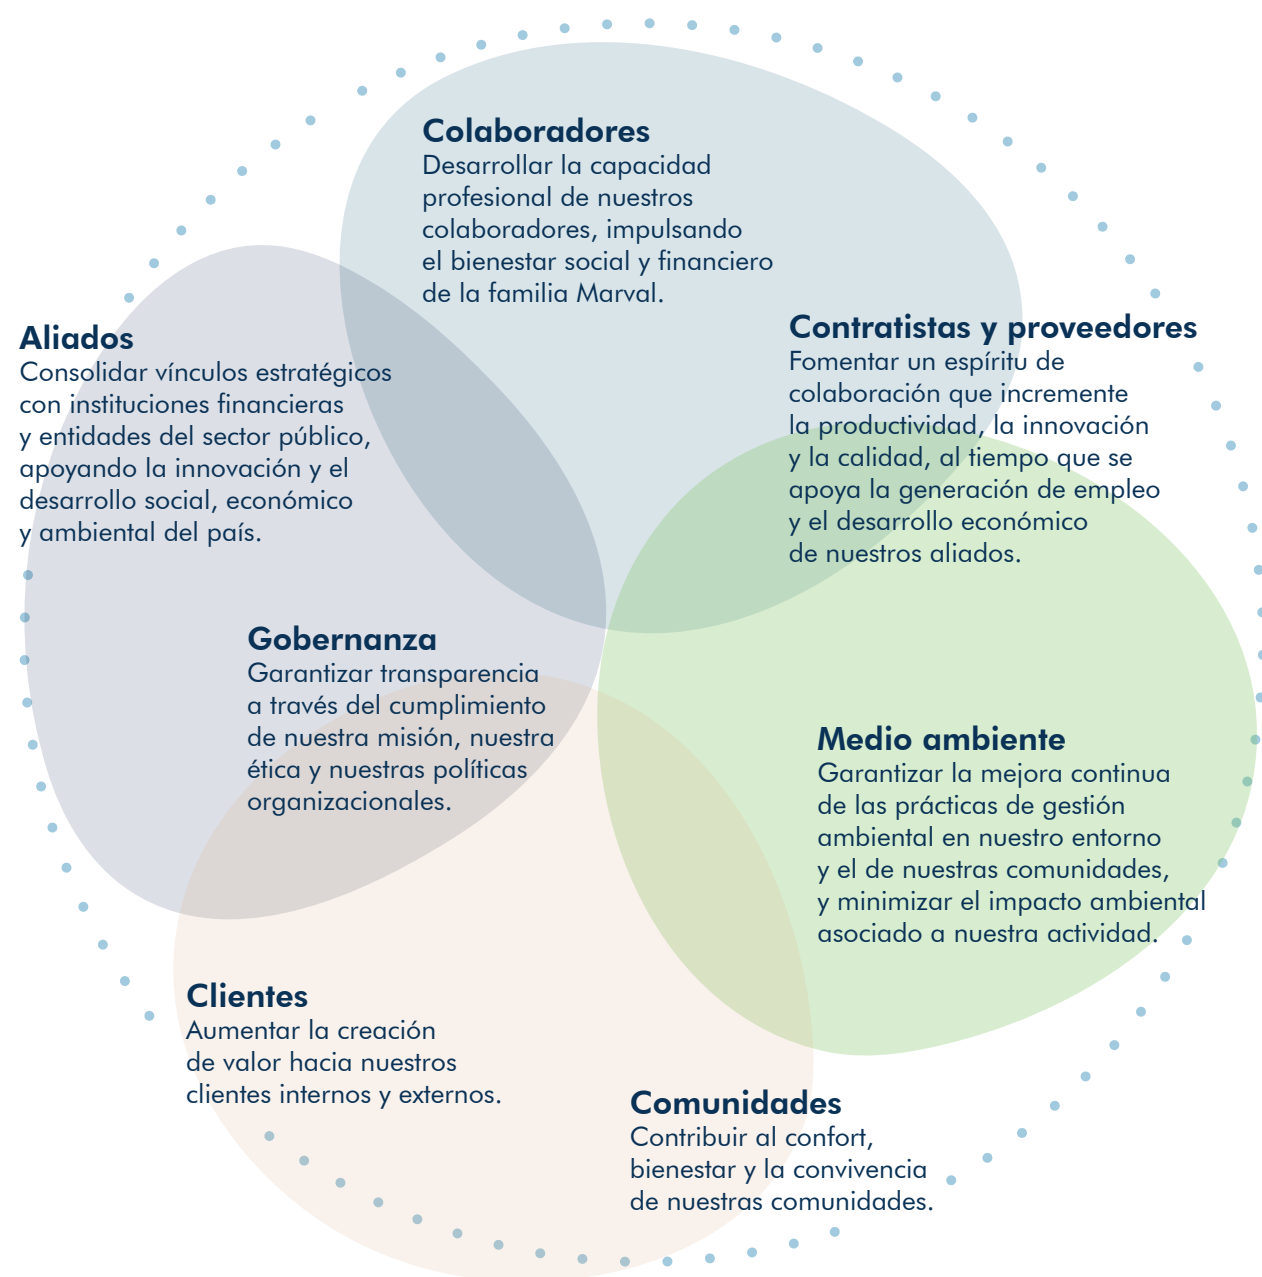 Colaboradores
Desarrollar la capacidad
profesional de nuestros
colaboradores, impulsando
el bienestar social y financiero
de la familia Marval.
Contratistas y proveedores
Fomentar un espíritu de
colaboración que incremente
la productividad, la innovación
y la calidad, al tiempo que se
apoya la generación de empleo
y el desarrollo económico
de nuestros aliados.
Aliados
Consolidar vínculos estratégicos
con instituciones financieras
y entidades del sector público,
apoyando la innovación y el
desarrollo social, económico
y ambiental del país.
Gobernanza
Garantizar transparencia
a través del cumplimiento
de nuestra misión, nuestra
ética y nuestras políticas
organizacionales.
Medio ambiente
Garantizar la mejora continua
de las prácticas de gestión
ambiental en nuestro entorno
y el de nuestras comunidades,
y minimizar el impacto ambiental
asociado a nuestra actividad.
Clientes
Aumentar la creación
de valor hacia nuestros
clientes internos y externos.
Comunidades
Contribuir al confort,
bienestar y la convivencia
de nuestras comunidades.